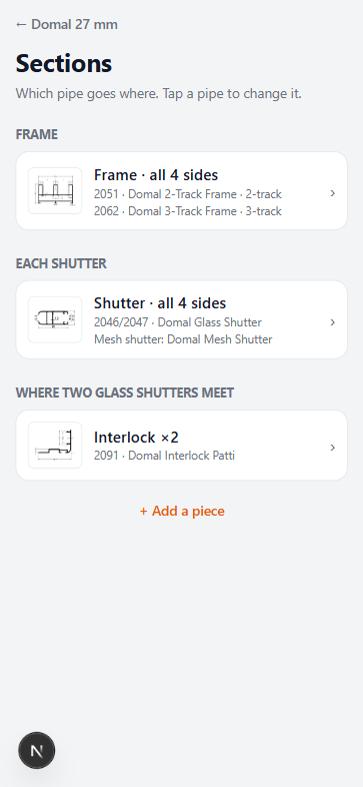 ← Domal 27 mm
Sections
Which pipe goes where. Tap a pipe to change it.
FRAME
Frame · all 4 sides
2051 · Domal 2-Track Frame · 2-track
2062 · Domal 3-Track Frame · 3-track
›
EACH SHUTTER
Shutter · all 4 sides
2046/2047 · Domal Glass Shutter
Mesh shutter: Domal Mesh Shutter
›
WHERE TWO GLASS SHUTTERS MEET
Interlock ×2
2091 · Domal Interlock Patti
›
+ Add a piece
N